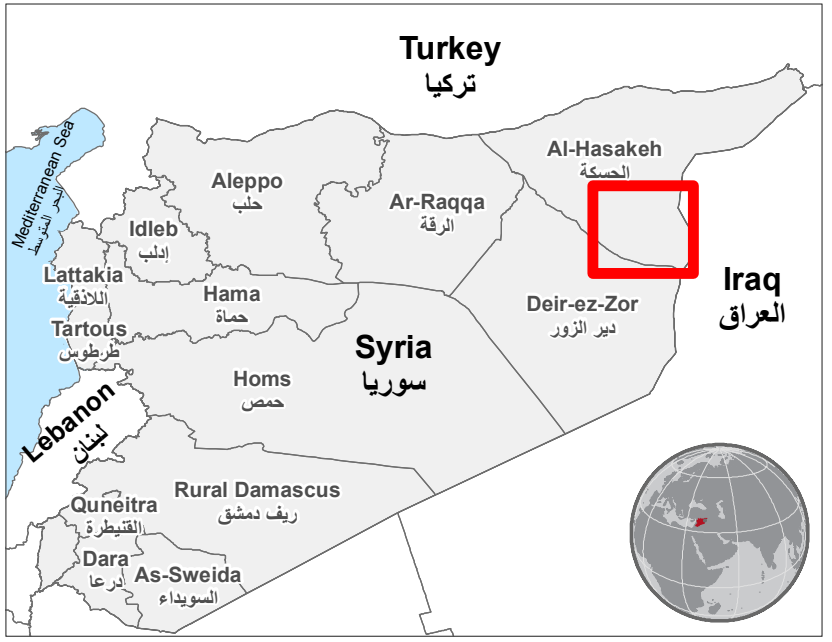 Turkey
تركيا
Mediterranean Sea
البحر المتوسط
Al-Hasakeh
الحسكة
Aleppo
حلب
Ar-Raqqa
الرقة
Idleb
إدلب
Lattakia
اللاذقية
Hama
حماة
Deir-ez-Zor
دير الزور
Iraq
العراق
Tartous
طرطوس
Syria
سوريا
Homs
حمص
Lebanon
لبنان
Rural Damascus
ريف دمشق
Quneitra
القنيطرة
Dara
درعا
As-Sweida
السويداء